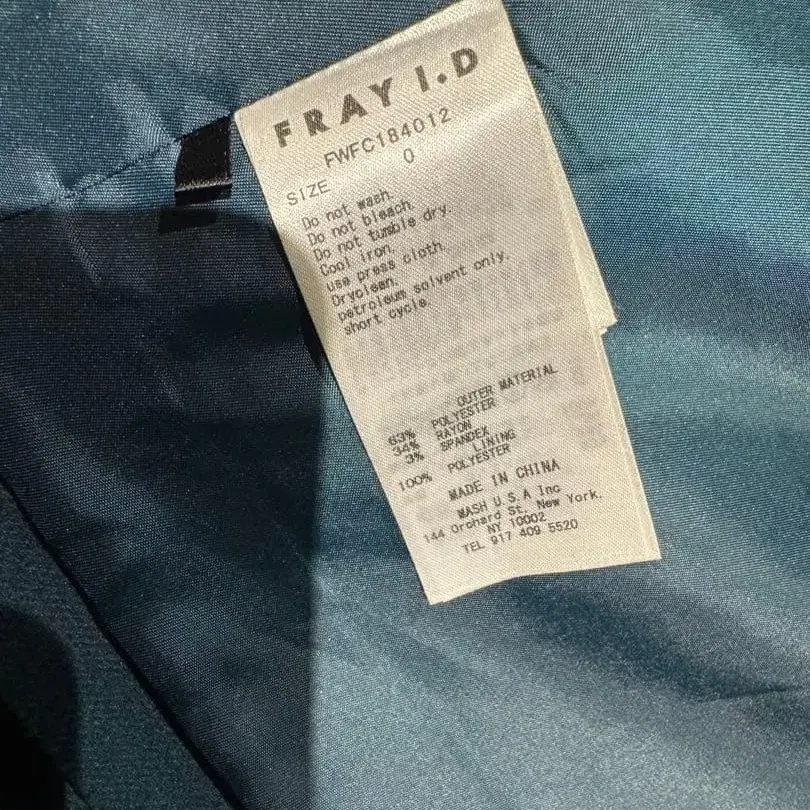 FRAY I.D
FWFC184012
SIZE 0
Do not wash.
Do not bleach.
Do not tumble dry.
Cool iron.
use press cloth.
Dryclean.
petroleum solvent only.
short cycle.
OUTER MATERIAL
63% POLYESTER
34% RAYON
3% SPANDEX
LINING
100% POLYESTER
MADE IN CHINA
MASH U.S.A Inc
144 Orchard St. New York.
NY 10002
TEL 917 409 5520